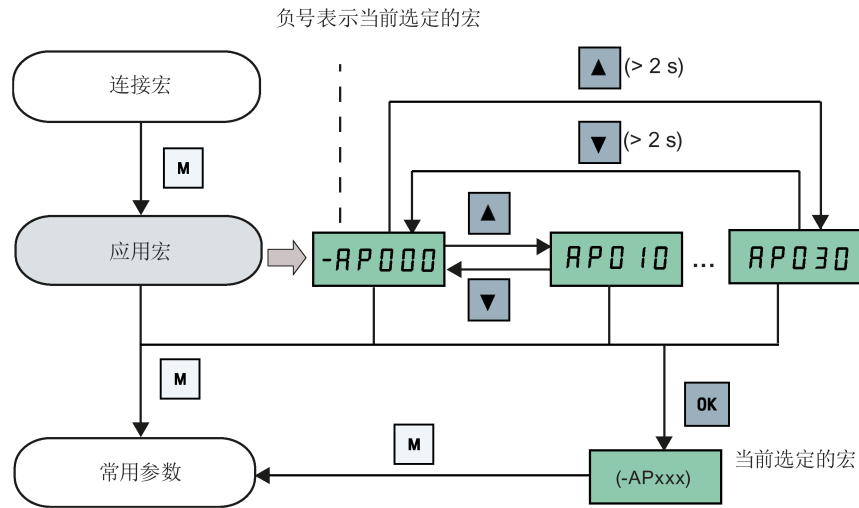 负号表示当前选定的宏
▲ (> 2 s)
连接宏
▼ (> 2 s)
M
▲
应用宏
-AP000
AP010
...
AP030
▼
M
OK
M
常用参数
(-APxxx)
当前选定的宏